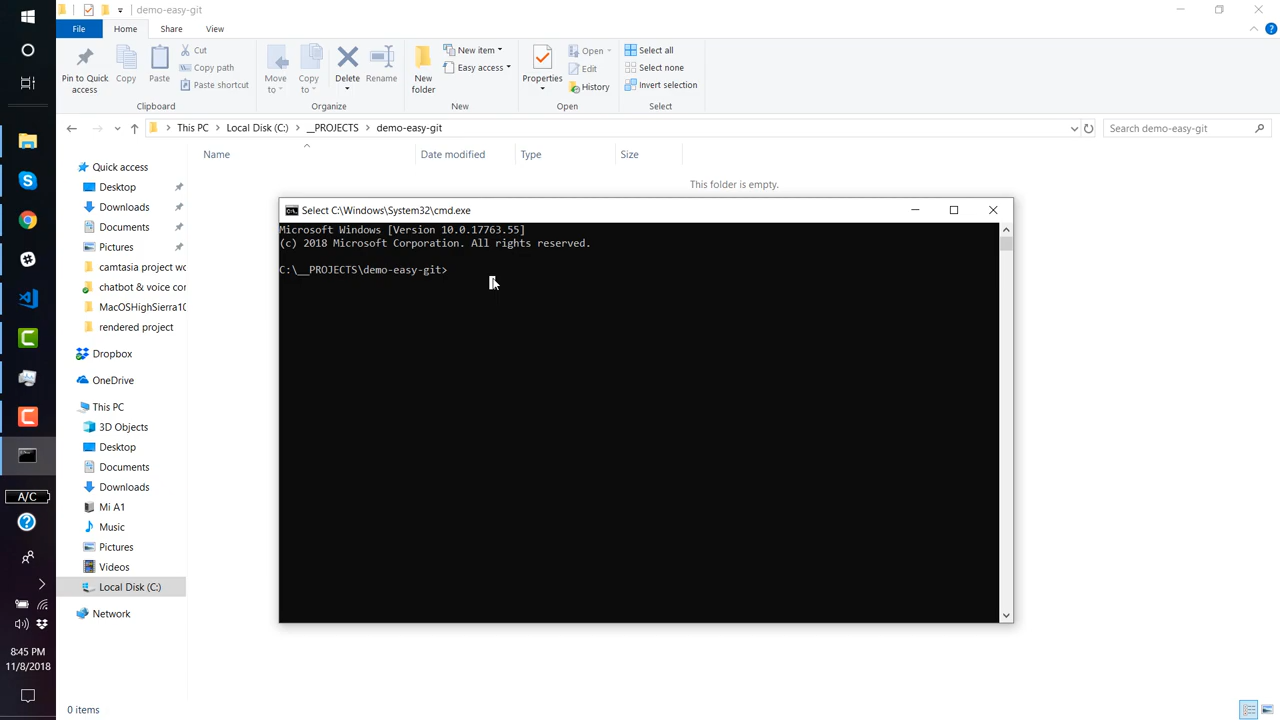 demo-easy-git
File
Home
Share
View
Pin to Quick
access
Copy
Paste
Cut
Copy path
Paste shortcut
Clipboard
Move
to
Copy
to
Delete
Rename
Organize
New
folder
New item
Easy access
New
Properties
Open
Edit
History
Open
Select all
Select none
Invert selection
Select
This PC
Local Disk (C:)
__PROJECTS
demo-easy-git
Search demo-easy-git
Name
Date modified
Type
Size
This folder is empty.
Quick access
Desktop
Downloads
Documents
Pictures
camtasia project wo
chatbot & voice cor
MacOSHighSierra10
rendered project
Dropbox
OneDrive
This PC
3D Objects
Desktop
Documents
Downloads
Mi A1
Music
Pictures
Videos
Local Disk (C:)
Network
0 items
Select C:\Windows\System32\cmd.exe
Microsoft Windows [Version 10.0.17763.55]
(c) 2018 Microsoft Corporation. All rights reserved.
C:\__PROJECTS\demo-easy-git>
A/C
8:45 PM
11/8/2018